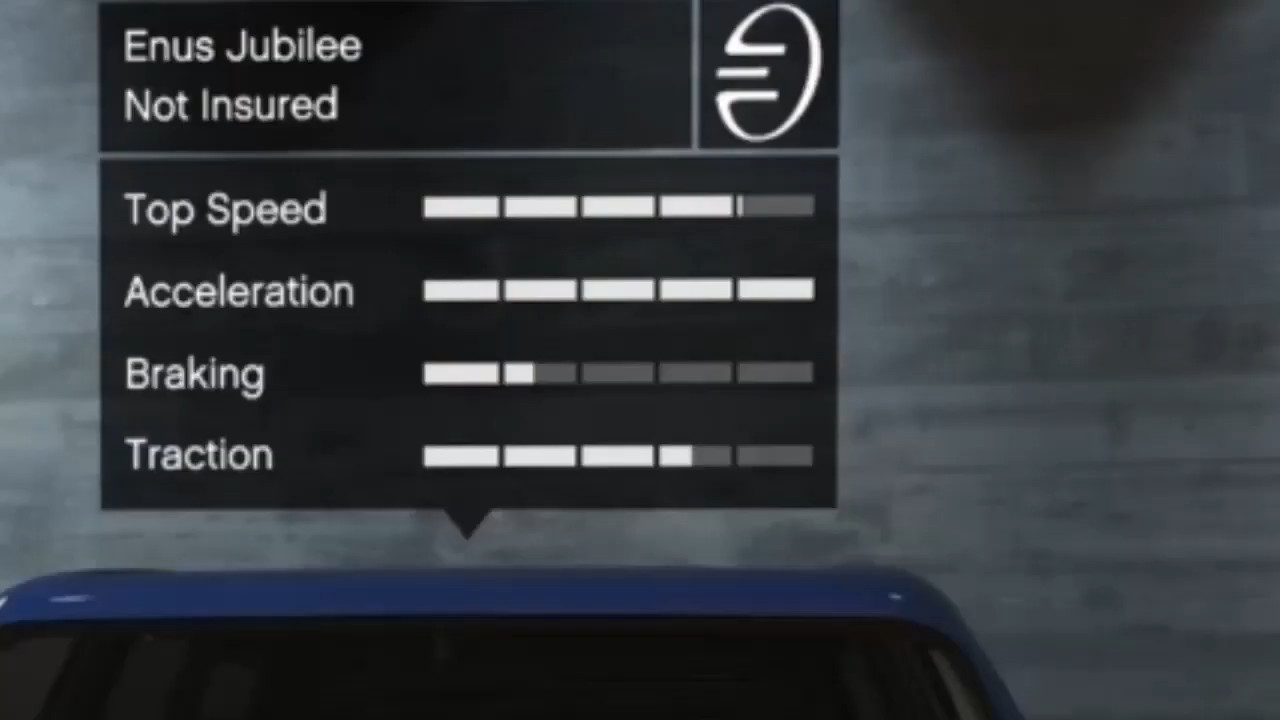 Enus Jubilee
Not Insured
Top Speed
Acceleration
Braking
Traction